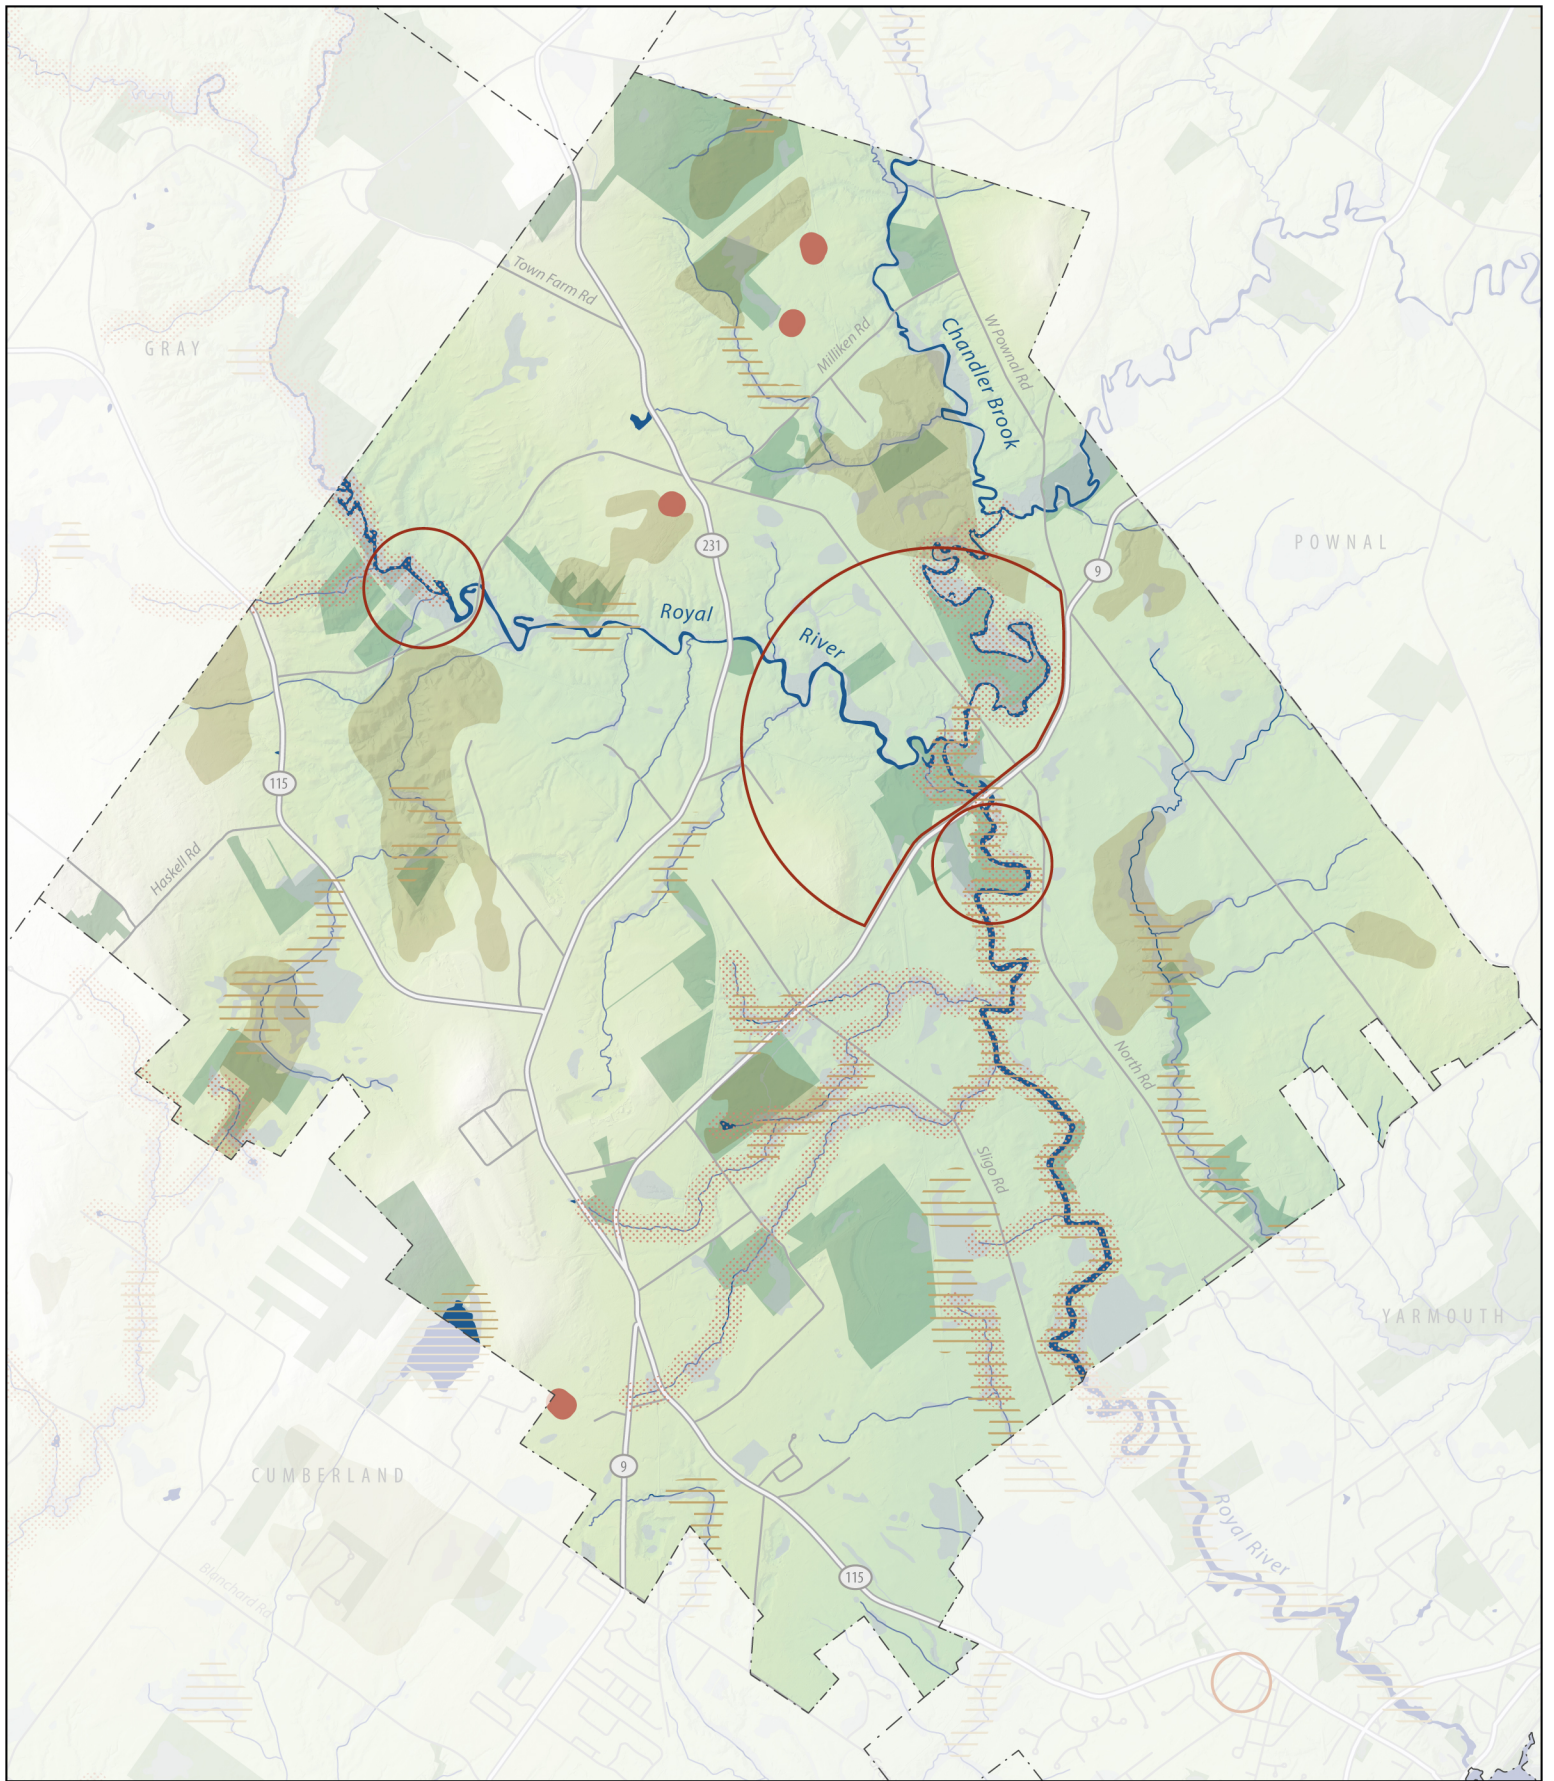 Town Farm Rd
GRAY
Milliken Rd
W Pownal Rd
Chandler Brook
231
POWNAL
9
Royal
River
115
Haskell Rd
North Rd
Sligo Rd
YARMOUTH
CUMBERLAND
9
Royal River
Blanchard Rd
115